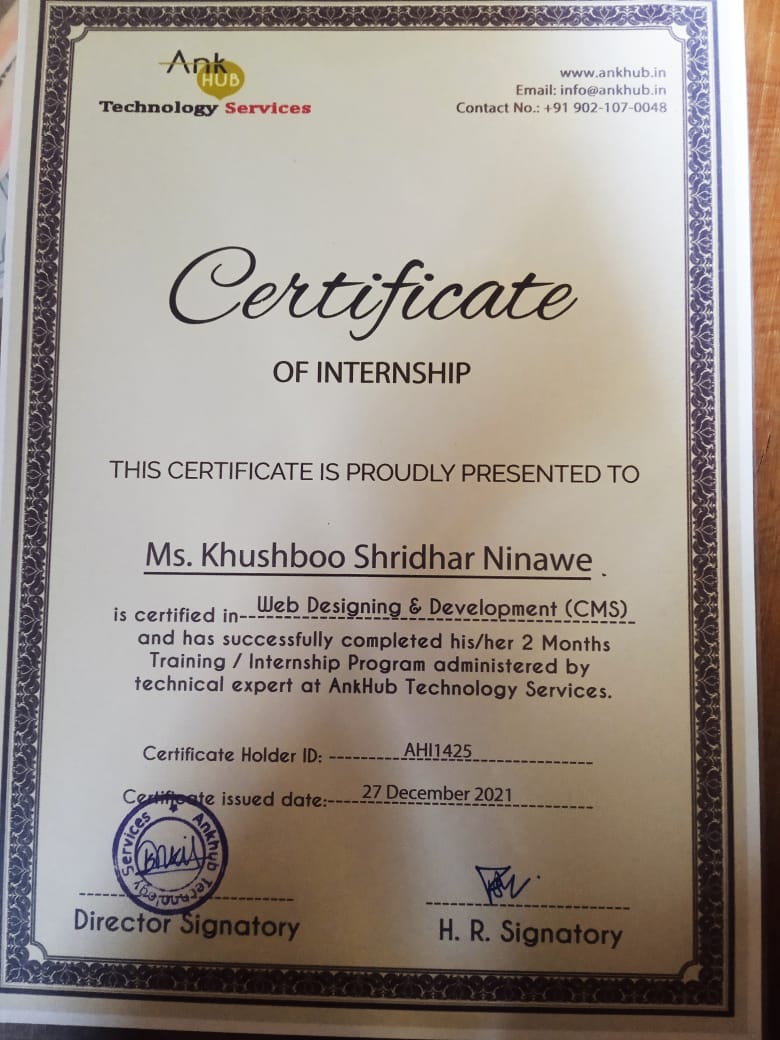 Ank
HUB
Technology Services
www.ankhub.in
Email: info@ankhub.in
Contact No.: +91 902-107-0048
Certificate
OF INTERNSHIP
THIS CERTIFICATE IS PROUDLY PRESENTED TO
Ms. Khushboo Shridhar Ninawe
is certified in--Web Designing & Development (CMS)
and has successfully completed his/her 2 Months
Training / Internship Program administered by
technical expert at AnkHub Technology Services.
Certificate Holder ID: AHI1425
Certificate issued date: 27 December 2021
Ankhub Services
Director Signatory
H. R. Signatory